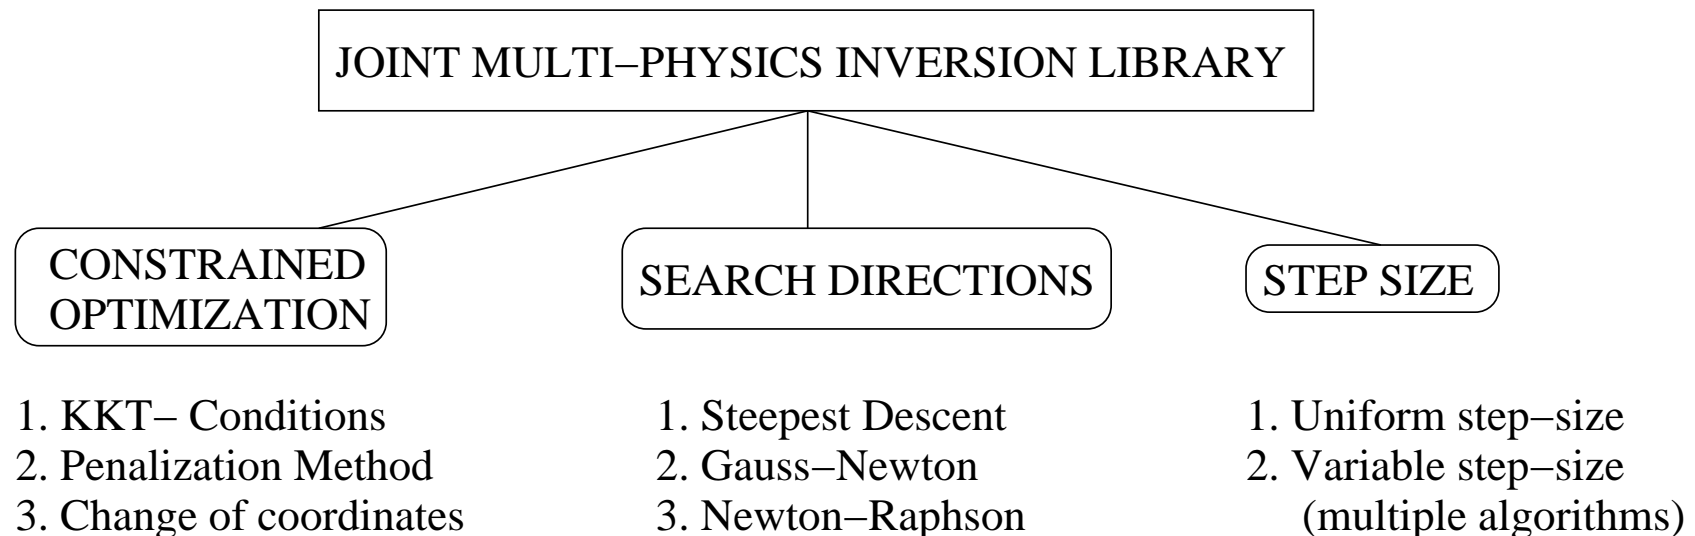 JOINT MULTI−PHYSICS INVERSION LIBRARY
CONSTRAINED
OPTIMIZATION
SEARCH DIRECTIONS
STEP SIZE
1. KKT− Conditions
2. Penalization Method
3. Change of coordinates
1. Steepest Descent
2. Gauss−Newton
3. Newton−Raphson
1. Uniform step−size
2. Variable step−size
(multiple algorithms)